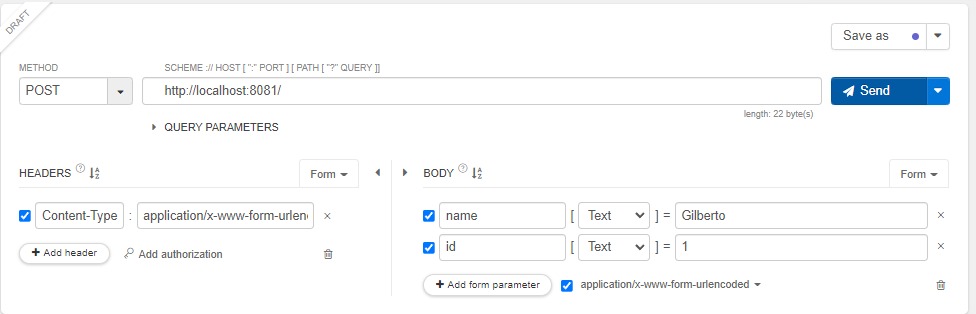 DRAFT
Save as
METHOD
SCHEME :// HOST [ ":" PORT ] [ PATH [ "?" QUERY ]]
POST
http://localhost:8081/
Send
length: 22 byte(s)
QUERY PARAMETERS
HEADERS ? A Z Form
BODY ? A Z Form
Content-Type : application/x-www-form-urlen ×
+ Add header Add authorization
name [ Text ] = Gilberto ×
id [ Text ] = 1 ×
+ Add form parameter application/x-www-form-urlencoded